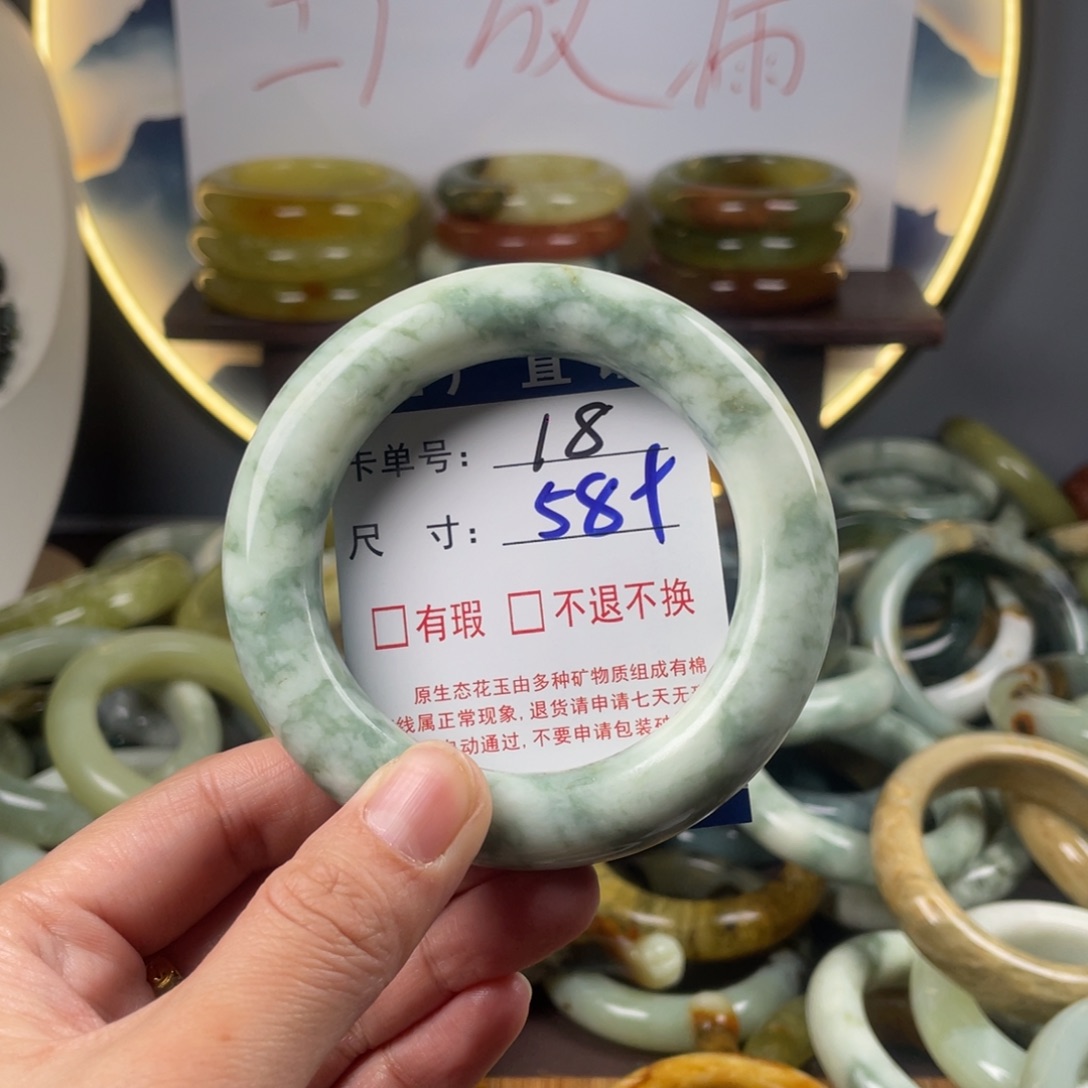 直
卡单号: 18
尺 寸: 58+
□有瑕 □不退不换
原生态花玉由多种矿物质组成有棉
线属正常现象,退货请申请七天无
动通过,不要申请包装